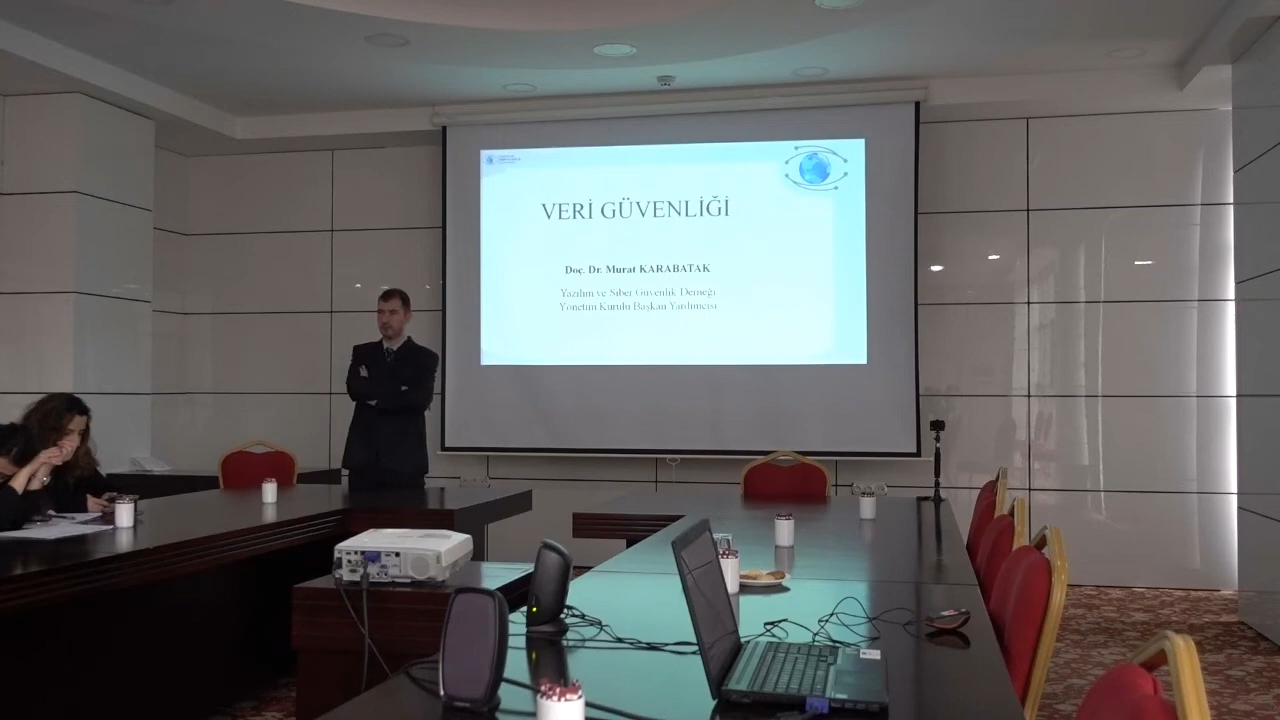 VERİ GÜVENLİĞİ
Doç. Dr. Murat KARABATAK
Yazılım ve Siber Güvenlik Derneği
Yönetim Kurulu Başkan Yardımcısı